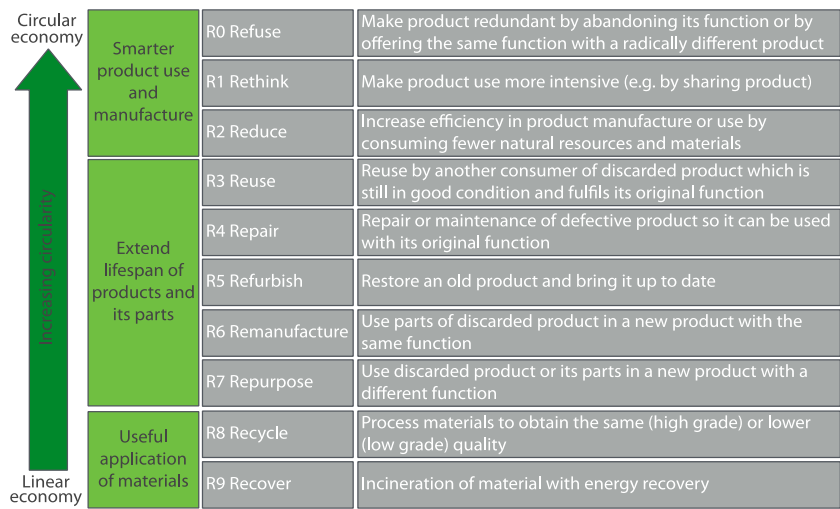 Circular
economy
Increasing circularity
Linear
economy
Smarter
product use
and
manufacture
R0 Refuse
Make product redundant by abandoning its function or by
offering the same function with a radically different product
R1 Rethink
Make product use more intensive (e.g. by sharing product)
R2 Reduce
Increase efficiency in product manufacture or use by
consuming fewer natural resources and materials
Extend
lifespan of
products and
its parts
R3 Reuse
Reuse by another consumer of discarded product which is
still in good condition and fulfils its original function
R4 Repair
Repair or maintenance of defective product so it can be used
with its original function
R5 Refurbish
Restore an old product and bring it up to date
R6 Remanufacture
Use parts of discarded product in a new product with the
same function
R7 Repurpose
Use discarded product or its parts in a new product with a
different function
Useful
application
of materials
R8 Recycle
Process materials to obtain the same (high grade) or lower
(low grade) quality
R9 Recover
Incineration of material with energy recovery